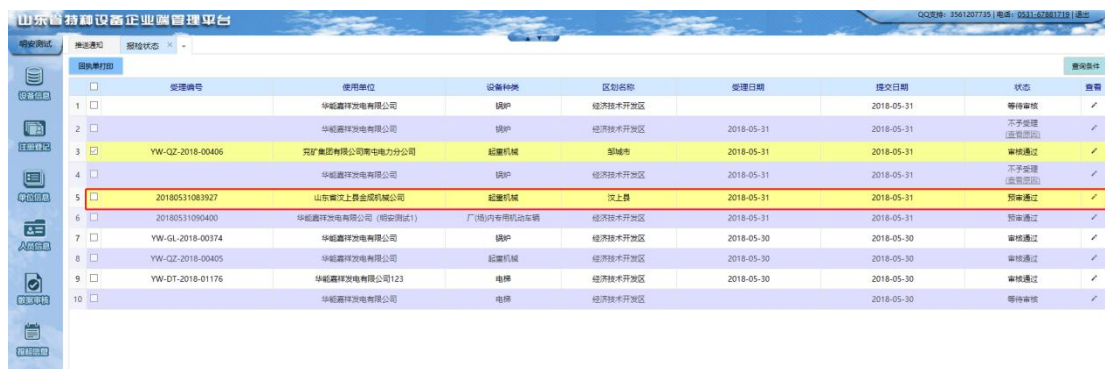 山东省特种设备企业端管理平台
QQ支持: 3561207735 | 电话: 0531-67881719 | 退出
明安测试 推送通知 报检状态 ×
回执单打印 查询条件
受理编号 使用单位 设备种类 区划名称 受理日期 提交日期 状态 查看
1 华能嘉祥发电有限公司 锅炉 经济技术开发区 2018-05-31 等待审核
2 华能嘉祥发电有限公司 锅炉 经济技术开发区 2018-05-31 2018-05-31 不予受理
(查看原因)
3 YW-QZ-2018-00406 兖矿集团有限公司南屯电力分公司 起重机械 邹城市 2018-05-31 2018-05-31 审核通过
4 华能嘉祥发电有限公司 锅炉 经济技术开发区 2018-05-31 2018-05-31 不予受理
(查看原因)
5 20180531083927 山东省汶上县金成机械公司 起重机械 汶上县 2018-05-31 2018-05-31 预审通过
6 20180531090400 华能嘉祥发电有限公司 (明安测试1) 厂(场)内专用机动车辆 经济技术开发区 2018-05-31 2018-05-31 预审通过
7 YW-GL-2018-00374 华能嘉祥发电有限公司 锅炉 经济技术开发区 2018-05-30 2018-05-30 审核通过
8 YW-QZ-2018-00405 华能嘉祥发电有限公司 起重机械 经济技术开发区 2018-05-30 2018-05-30 审核通过
9 YW-DT-2018-01176 华能嘉祥发电有限公司123 电梯 经济技术开发区 2018-05-30 2018-05-30 审核通过
10 华能嘉祥发电有限公司 电梯 经济技术开发区 2018-05-30 等待审核
设备信息
注册登记
单位信息
人员信息
数据审核
报检信息